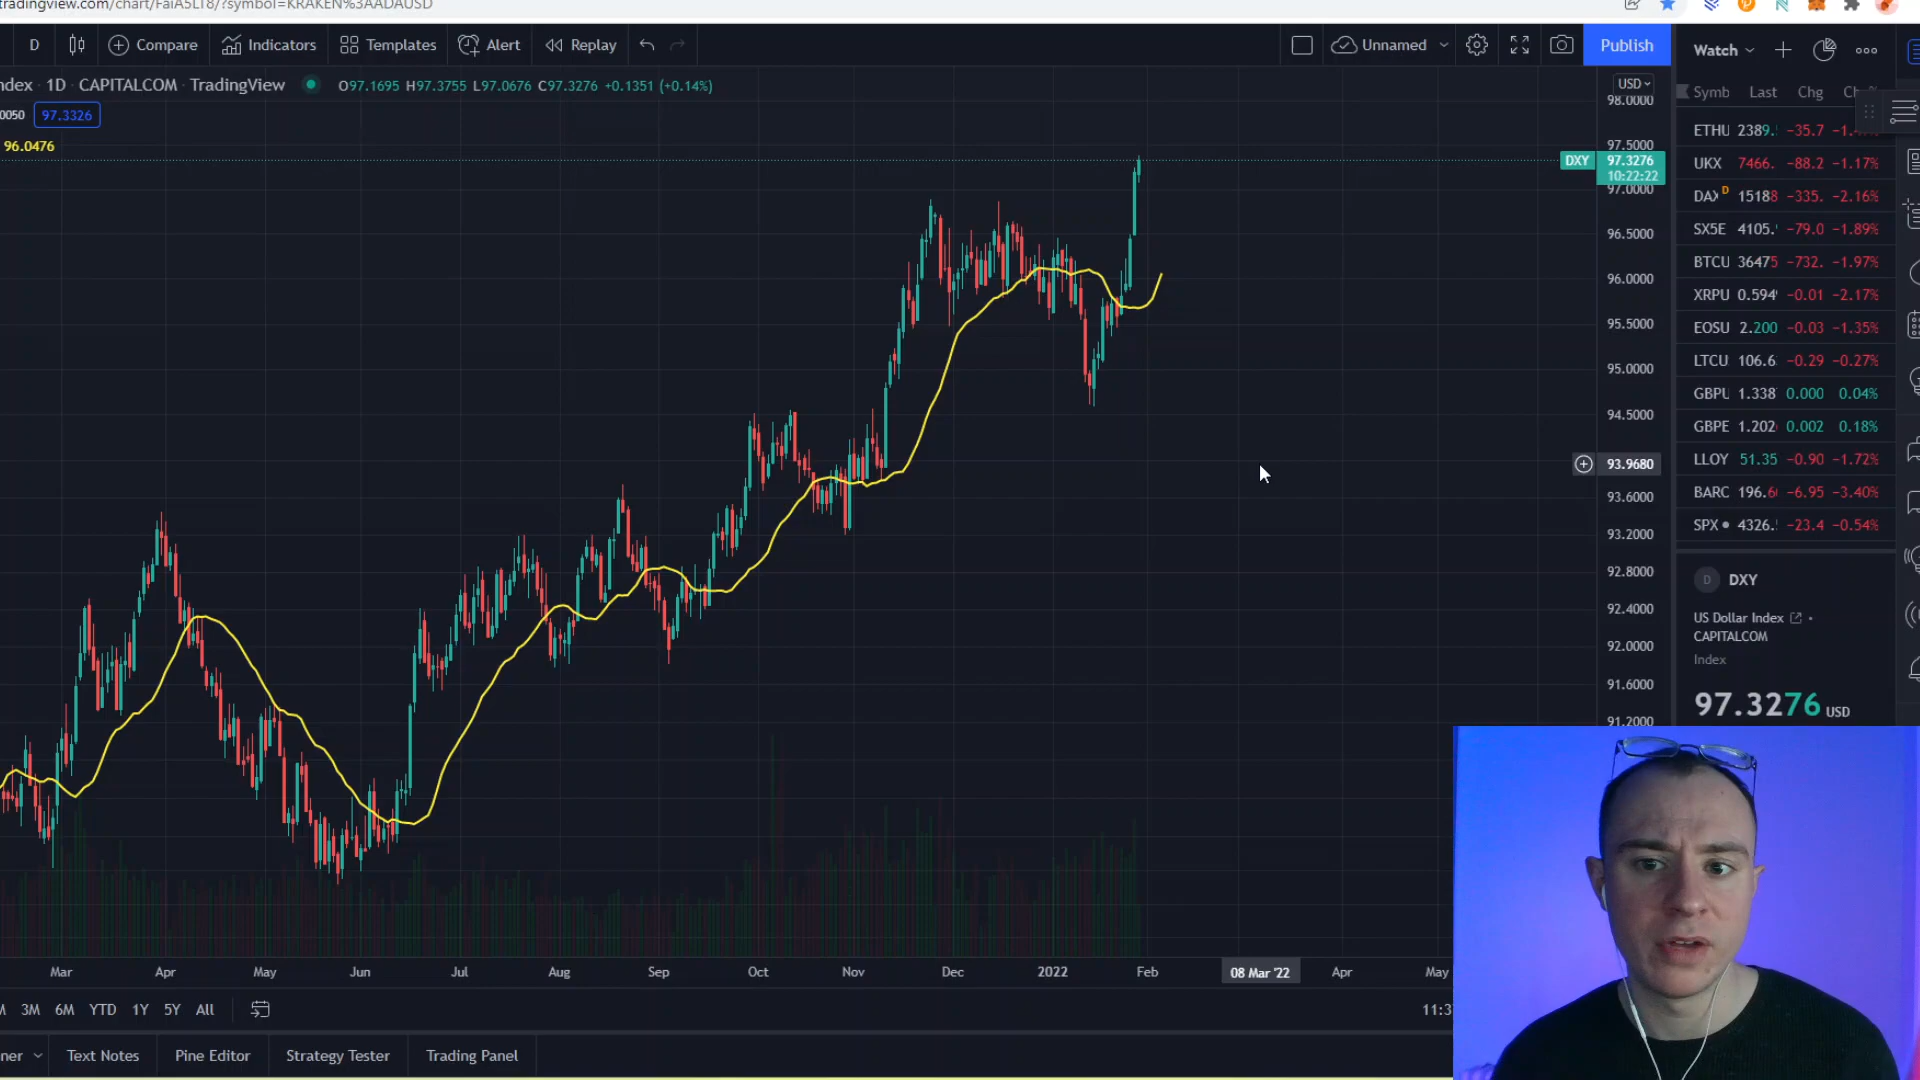 tradingview.com/chart/FaiA5LT8/?symbol=KRAKEN%3AADAUSD
D Compare Indicators Templates Alert Replay Unnamed Publish
ndex · 1D · CAPITALCOM · TradingView O97.1695 H97.3755 L97.0676 C97.3276 +0.1351 (+0.14%)
0050 97.3326
96.0476
USD
98.0000
97.5000
DXY 97.3276
10:22:22
97.0000
96.5000
96.0000
95.5000
95.0000
94.5000
93.9680
93.6000
93.2000
92.8000
92.4000
92.0000
91.6000
91.2000
Mar Apr May Jun Jul Aug Sep Oct Nov Dec 2022 Feb 08 Mar '22 Apr May
3M 6M YTD 1Y 5Y All 11:3
ner Text Notes Pine Editor Strategy Tester Trading Panel
Watch
Symb Last Chg
ETHU 2389. -35.7
UKX 7466. -88.2 -1.17%
DAX D 15188 -335. -2.16%
SX5E 4105. -79.0 -1.89%
BTCU 36475 -732. -1.97%
XRPU 0.594 -0.01 -2.17%
EOSU 2.200 -0.03 -1.35%
LTCU 106.6 -0.29 -0.27%
GBPU 1.338 0.000 0.04%
GBPE 1.202 0.002 0.18%
LLOY 51.35 -0.90 -1.72%
BARC 196.6 -6.95 -3.40%
SPX 4326. -23.4 -0.54%
D DXY
US Dollar Index ·
CAPITALCOM
Index
97.3276 USD